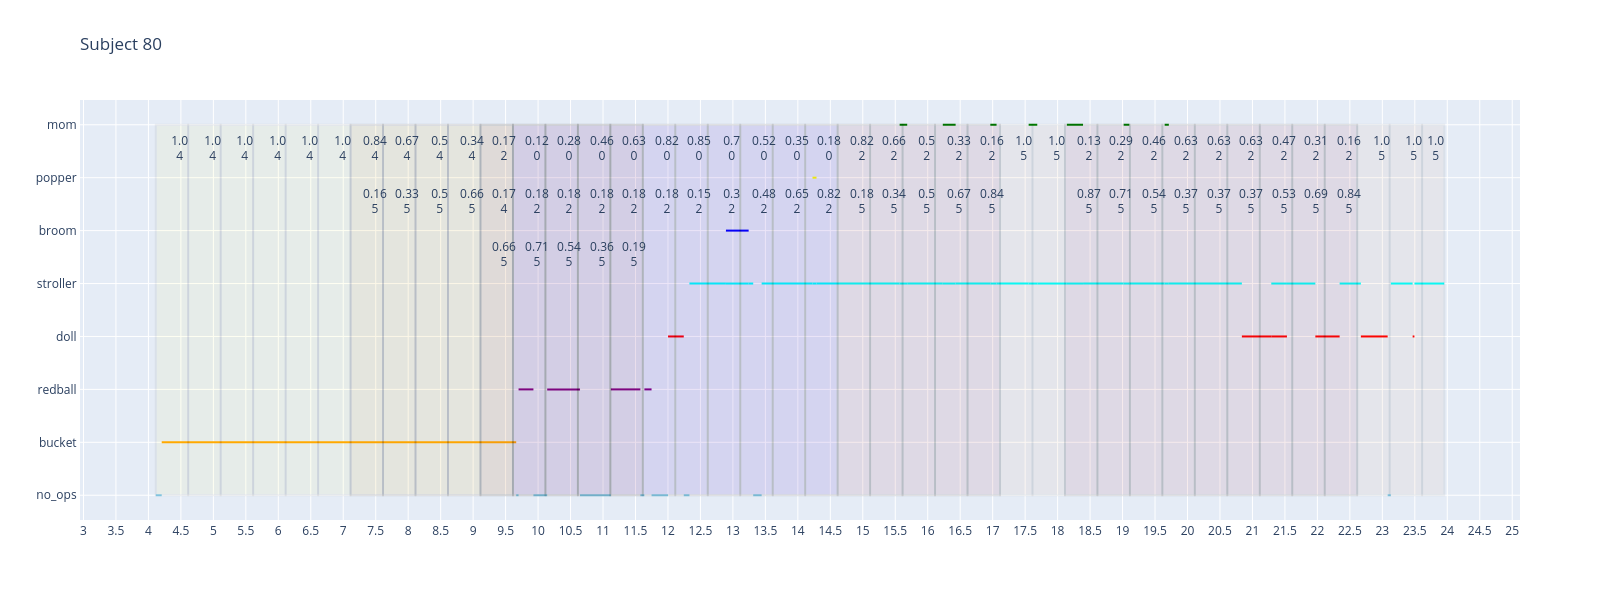 Subject 80
mom
1.0 1.0 1.0 1.0 1.0 1.0 0.84 0.67 0.5 0.34 0.17 0.12 0.28 0.46 0.63 0.82 0.85 0.7 0.52 0.35 0.18 0.82 0.66 0.5 0.33 0.16 1.0 1.0 0.13 0.29 0.46 0.63 0.63 0.63 0.47 0.31 0.16 1.0 1.0 1.0
4 4 4 4 4 4 4 4 4 4 2 0 0 0 0 0 0 0 0 0 0 2 2 2 2 2 5 5 2 2 2 2 2 2 2 2 2 5 5 5
popper
0.16 0.33 0.5 0.66 0.17 0.18 0.18 0.18 0.18 0.18 0.15 0.3 0.48 0.65 0.82 0.18 0.34 0.5 0.67 0.84 0.87 0.71 0.54 0.37 0.37 0.37 0.53 0.69 0.84
5 5 5 5 4 2 2 2 2 2 2 2 2 2 2 5 5 5 5 5 5 5 5 5 5 5 5 5 5
broom
0.66 0.71 0.54 0.36 0.19
5 5 5 5 5
stroller
doll
redball
bucket
no_ops
3 3.5 4 4.5 5 5.5 6 6.5 7 7.5 8 8.5 9 9.5 10 10.5 11 11.5 12 12.5 13 13.5 14 14.5 15 15.5 16 16.5 17 17.5 18 18.5 19 19.5 20 20.5 21 21.5 22 22.5 23 23.5 24 24.5 25